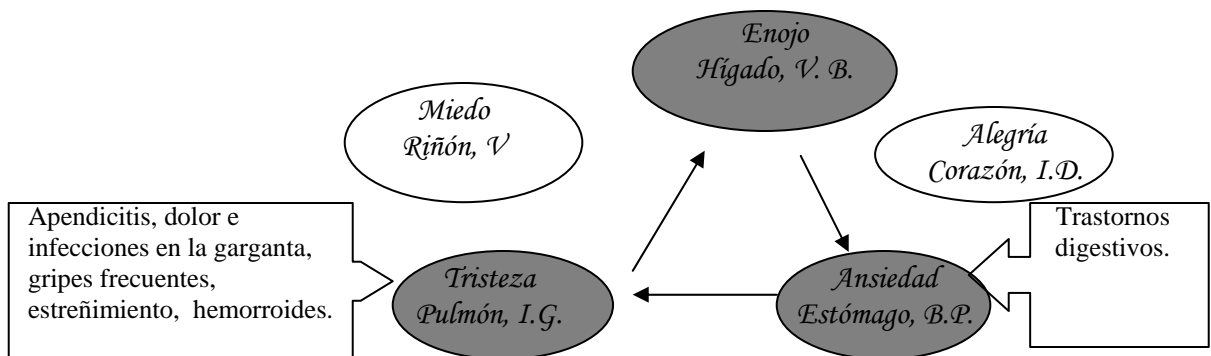 Enojo
Hígado, V. B.
Miedo
Riñón, V
Alegría
Corazón, I.D.
Apendicitis, dolor e
infecciones en la garganta,
gripes frecuentes,
estreñimiento, hemorroides.
Trastornos
digestivos.
Tristeza
Pulmón, I.G.
Ansiedad
Estómago, B.P.